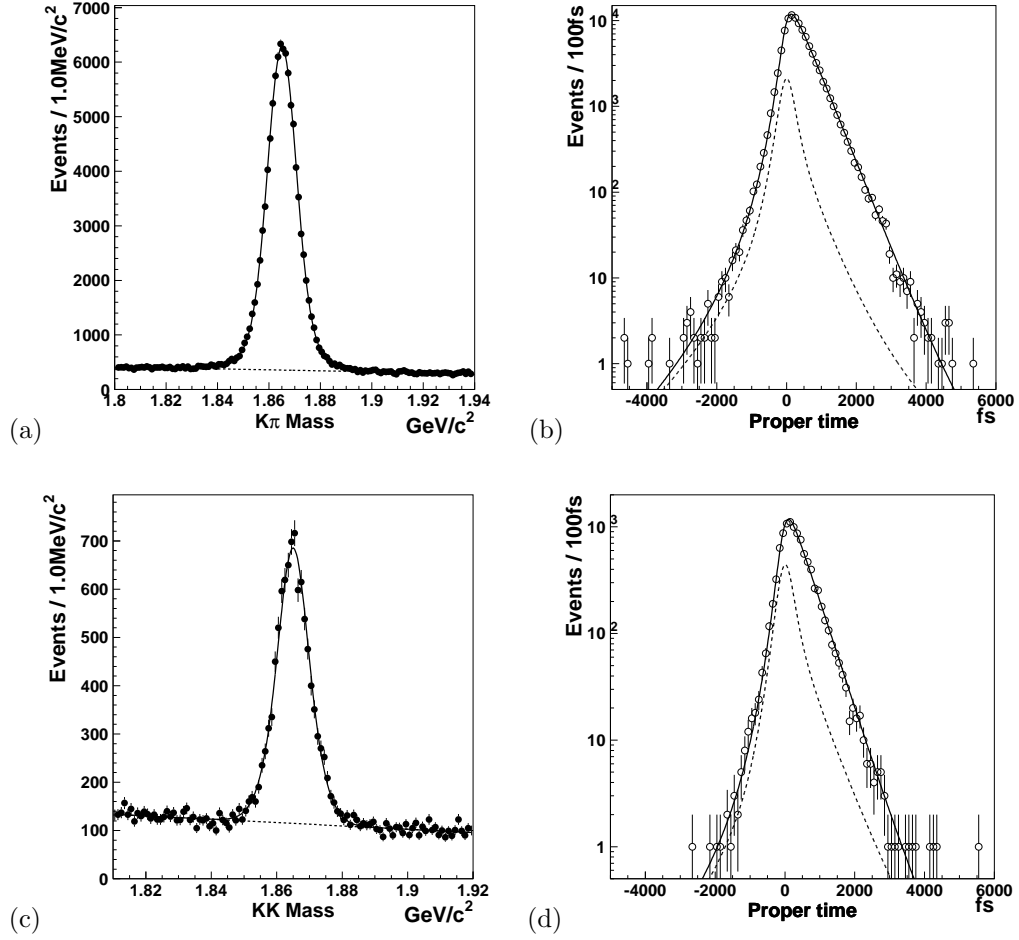 Events / 1.0MeV/c²
7000
6000
5000
4000
3000
2000
1000
0
1.8 1.82 1.84 1.86 1.88 1.9 1.92 1.94
Kπ Mass GeV/c²
(a)
Events / 100fs
10⁴
10³
10²
10
1
-4000 -2000 0 2000 4000 6000
Proper time fs
(b)
Events / 1.0MeV/c²
700
600
500
400
300
200
100
0
1.82 1.84 1.86 1.88 1.9 1.92
KK Mass GeV/c²
(c)
Events / 100fs
10³
10²
10
1
-4000 -2000 0 2000 4000 6000
Proper time fs
(d)